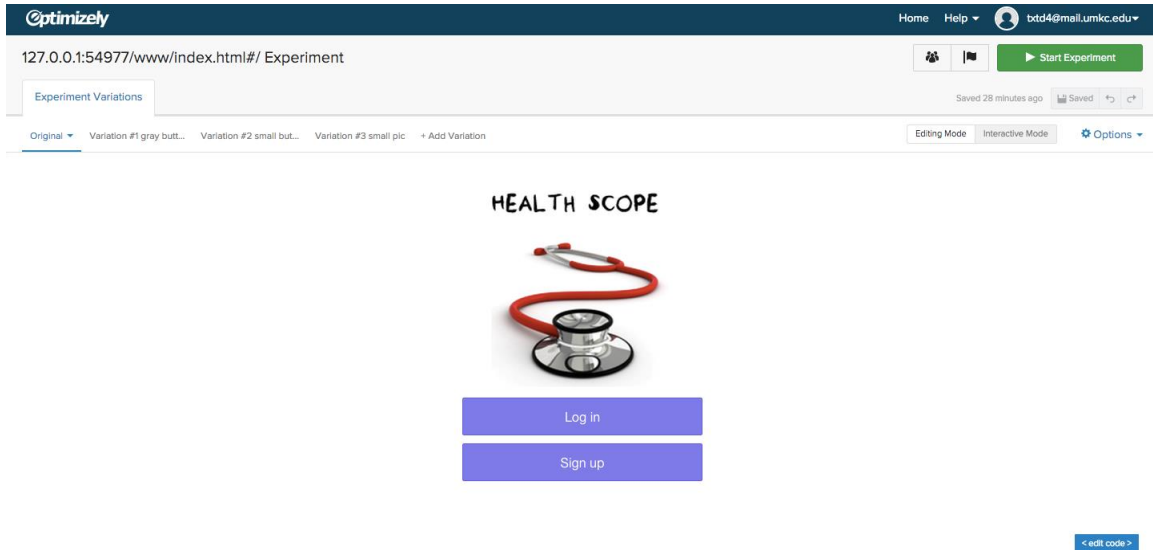 Optimizely
Home Help txtd4@mail.umkc.edu
127.0.0.1:54977/www/index.html#/ Experiment
Start Experiment
Experiment Variations
Saved 28 minutes ago Saved
Original Variation #1 gray butt... Variation #2 small but... Variation #3 small pic + Add Variation
Editing Mode Interactive Mode Options
HEALTH SCOPE
Log in
Sign up
< edit code >